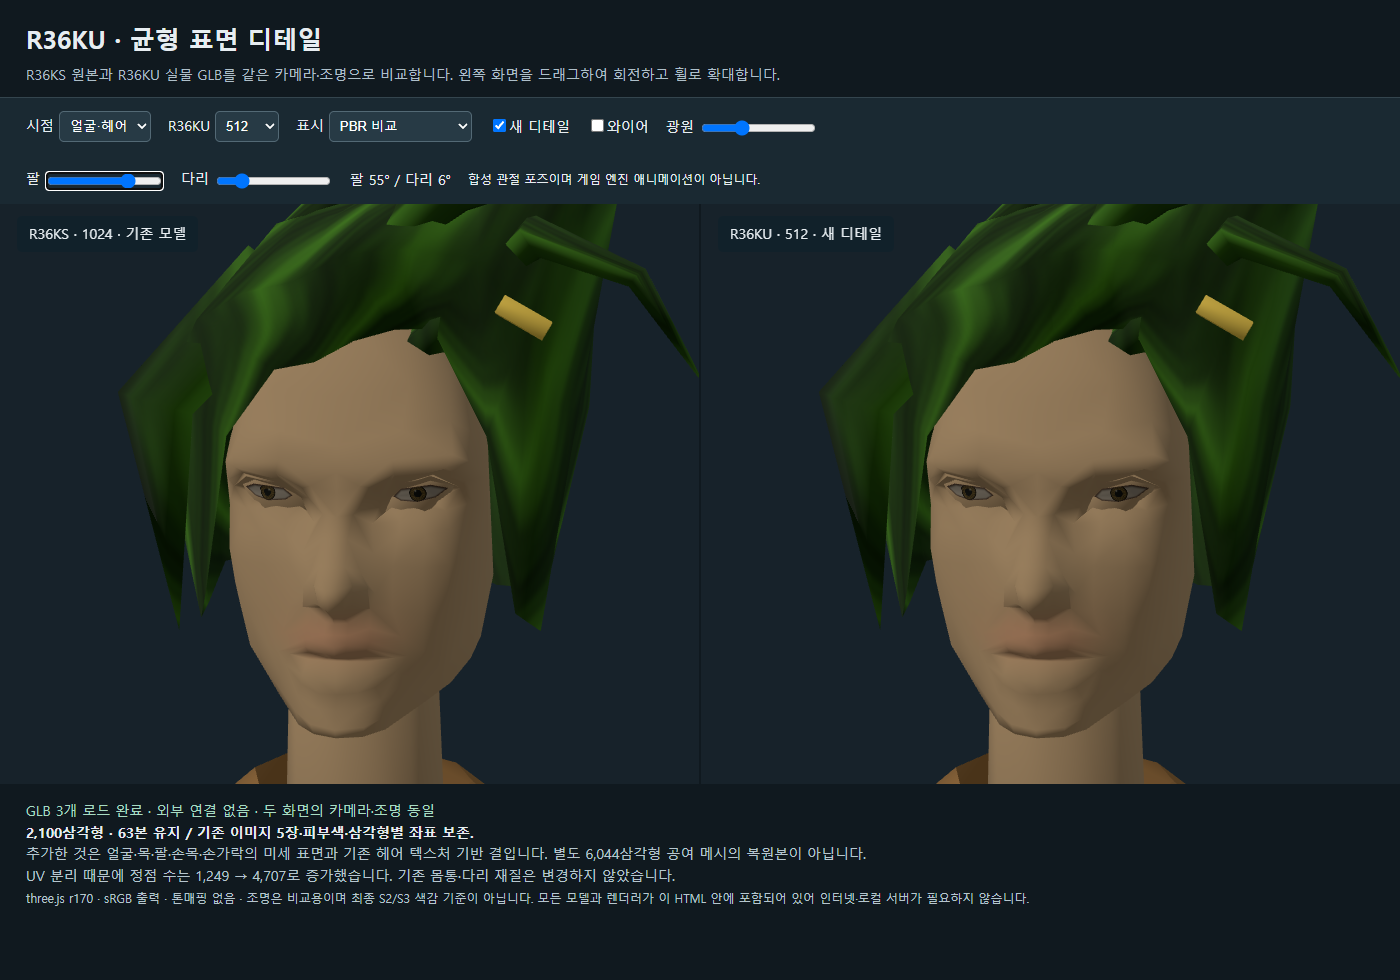 R36KU · 균형 표면 디테일
R36KS 원본과 R36KU 실물 GLB를 같은 카메라·조명으로 비교합니다. 왼쪽 화면을 드래그하여 회전하고 휠로 확대합니다.
시점 얼굴·헤어 R36KU 512 표시 PBR 비교 새 디테일 와이어 광원
팔 다리 팔 55° / 다리 6° 합성 관절 포즈이며 게임 엔진 애니메이션이 아닙니다.
R36KS · 1024 · 기존 모델
R36KU · 512 · 새 디테일
GLB 3개 로드 완료 · 외부 연결 없음 · 두 화면의 카메라·조명 동일
2,100삼각형 · 63본 유지 / 기존 이미지 5장·피부색·삼각형별 좌표 보존.
추가한 것은 얼굴·목·팔·손목·손가락의 미세 표면과 기존 헤어 텍스처 기반 결입니다. 별도 6,044삼각형 공여 메시의 복원본이 아닙니다.
UV 분리 때문에 정점 수는 1,249 → 4,707로 증가했습니다. 기존 몸통·다리 재질은 변경하지 않았습니다.
three.js r170 · sRGB 출력 · 톤매핑 없음 · 조명은 비교용이며 최종 S2/S3 색감 기준이 아닙니다. 모든 모델과 렌더러가 이 HTML 안에 포함되어 있어 인터넷·로컬 서버가 필요하지 않습니다.